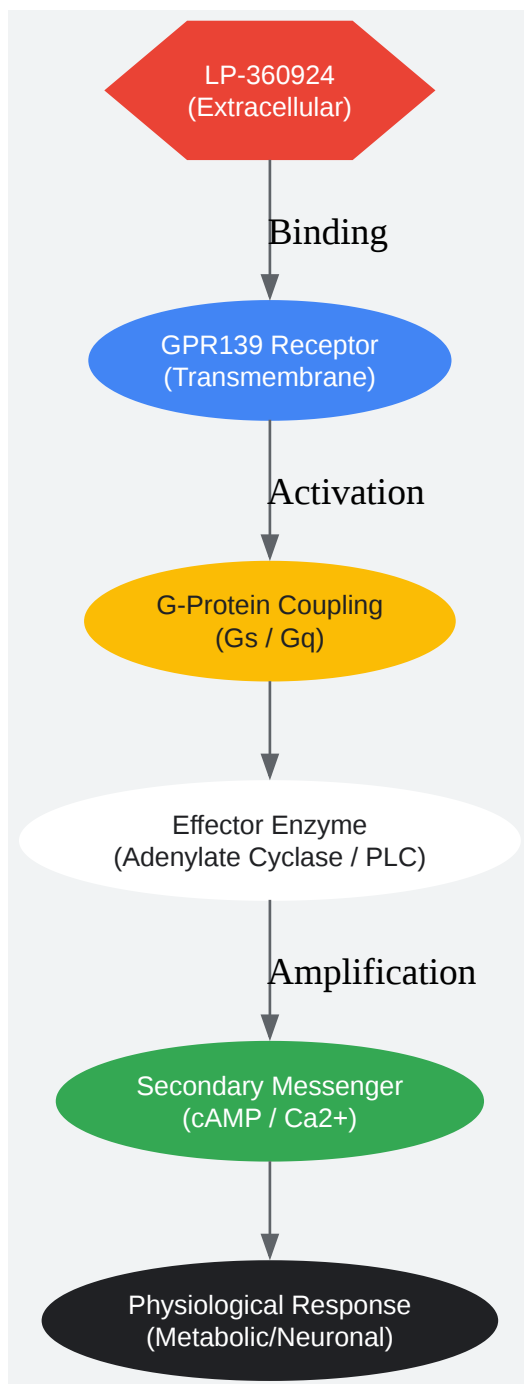 LP-360924
(Extracellular)
Binding
GPR139 Receptor
(Transmembrane)
Activation
G-Protein Coupling
(Gs / Gq)
Effector Enzyme
(Adenylate Cyclase / PLC)
Amplification
Secondary Messenger
(cAMP / Ca2+)
Physiological Response
(Metabolic/Neuronal)